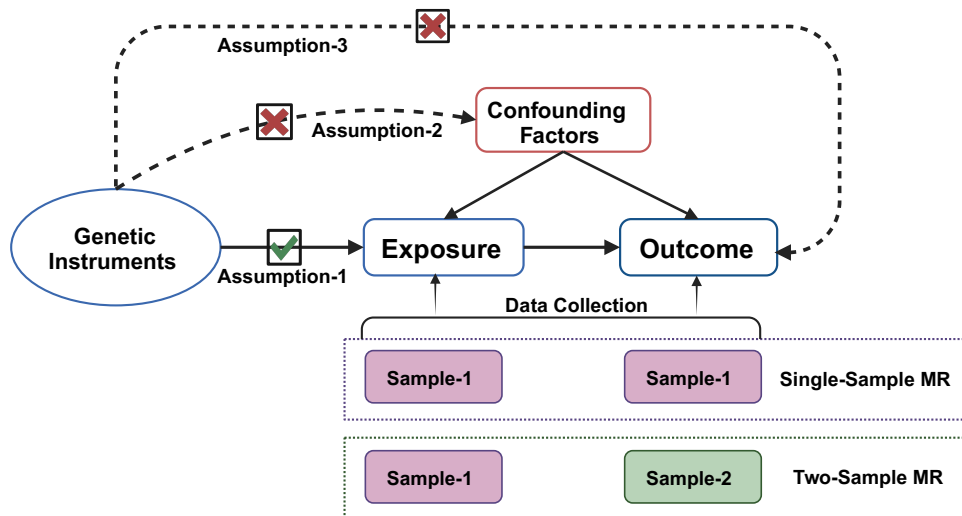 Assumption-3
Confounding
Factors
Assumption-2
Genetic
Instruments
Assumption-1
Exposure
Outcome
Data Collection
Sample-1
Sample-1
Single-Sample MR
Sample-1
Sample-2
Two-Sample MR